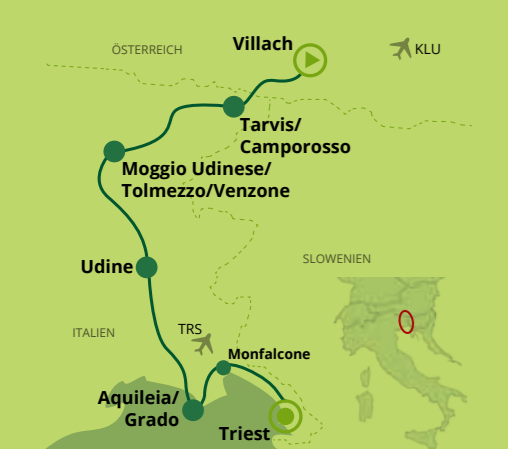 Villach
ÖSTERREICH
KLU
Tarvis/
Camporosso
Moggio Udinese/
Tolmezzo/Venzone
SLOWENIEN
Udine
TRS
ITALIEN
Monfalcone
Aquileia/
Grado
Triest